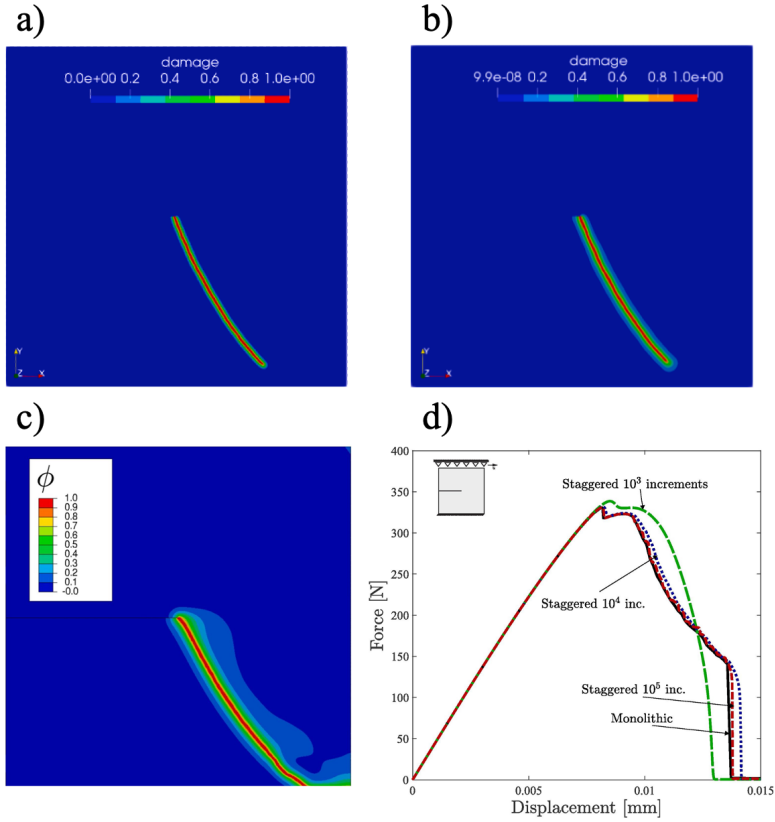 a)
b)
damage
0.0e+00 0.2 0.4 0.6 0.8 1.0e+00
damage
9.9e-08 0.2 0.4 0.6 0.8 1.0e+00
Y
Z X
Y
Z X
c)
d)
ϕ
1.0
0.9
0.8
0.7
0.6
0.5
0.4
0.3
0.2
0.1
-0.0
Force [N]
400
350
300
250
200
150
100
50
0
Staggered 10³ increments
Staggered 10⁴ inc.
Staggered 10⁵ inc.
Monolithic
0 0.005 0.01 0.015
Displacement [mm]